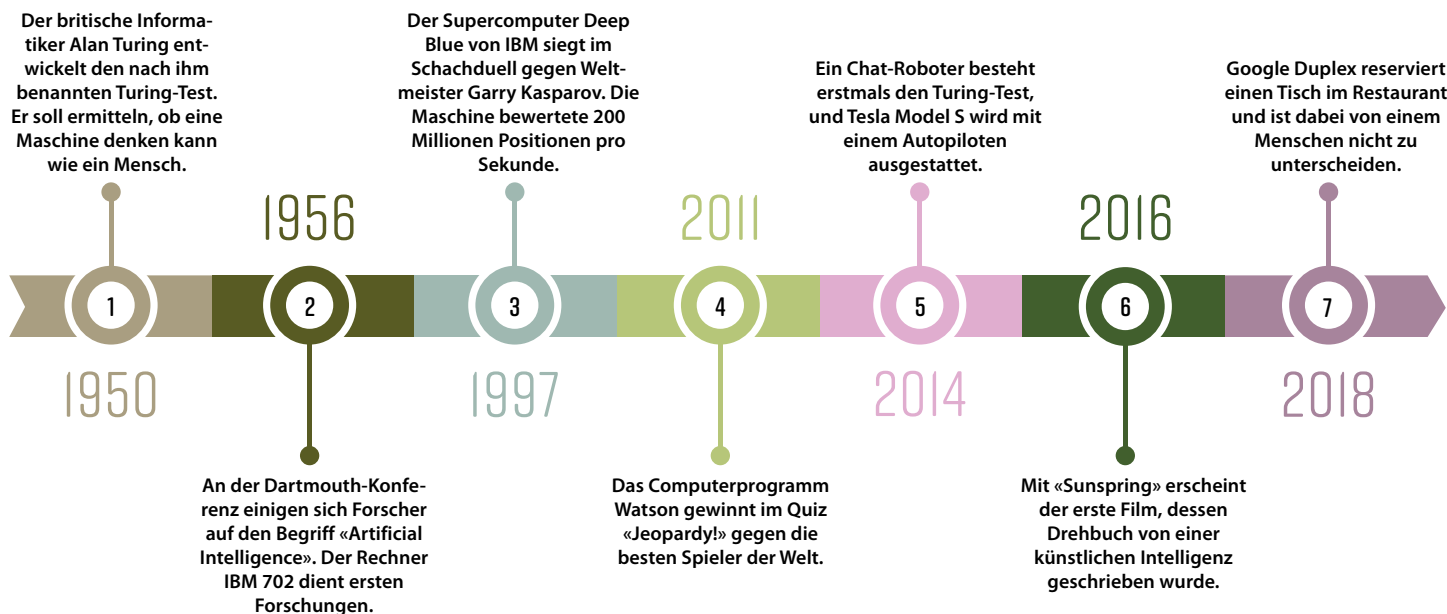 Der britische Informa-
tiker Alan Turing ent-
wickelt den nach ihm
benannten Turing-Test.
Er soll ermitteln, ob eine
Maschine denken kann
wie ein Mensch.
1
1950
1956
2
An der Dartmouth-Konfe-
renz einigen sich Forscher
auf den Begriff «Artificial
Intelligence». Der Rechner
IBM 702 dient ersten
Forschungen.
Der Supercomputer Deep
Blue von IBM siegt im
Schachduell gegen Welt-
meister Garry Kasparov. Die
Maschine bewertete 200
Millionen Positionen pro
Sekunde.
3
1997
2011
4
Das Computerprogramm
Watson gewinnt im Quiz
«Jeopardy!» gegen die
besten Spieler der Welt.
Ein Chat-Roboter besteht
erstmals den Turing-Test,
und Tesla Model S wird mit
einem Autopiloten
ausgestattet.
5
2014
2016
6
Mit «Sunspring» erscheint
der erste Film, dessen
Drehbuch von einer
künstlichen Intelligenz
geschrieben wurde.
Google Duplex reserviert
einen Tisch im Restaurant
und ist dabei von einem
Menschen nicht zu
unterscheiden.
7
2018